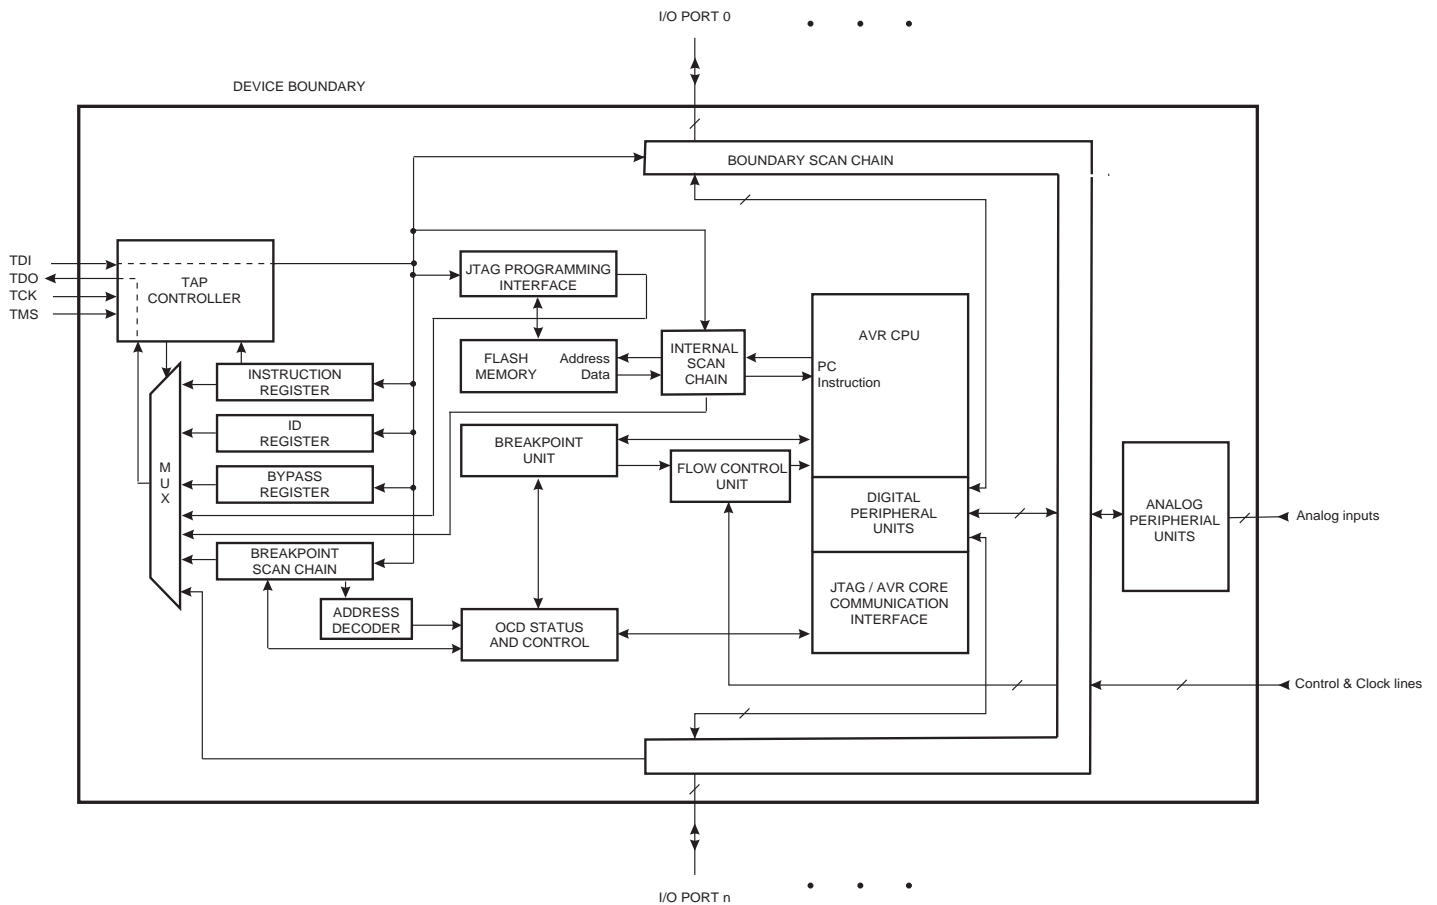 I/O PORT 0
DEVICE BOUNDARY
BOUNDARY SCAN CHAIN
TDI
TDO
TCK
TMS
TAP
CONTROLLER
JTAG PROGRAMMING
INTERFACE
AVR CPU
FLASH
MEMORY
Address
Data
INTERNAL
SCAN
CHAIN
PC
Instruction
INSTRUCTION
REGISTER
ID
REGISTER
BREAKPOINT
UNIT
FLOW CONTROL
UNIT
M
U
X
BYPASS
REGISTER
DIGITAL
PERIPHERAL
UNITS
ANALOG
PERIPHERIAL
UNITS
Analog inputs
BREAKPOINT
SCAN CHAIN
ADDRESS
DECODER
OCD STATUS
AND CONTROL
JTAG / AVR CORE
COMMUNICATION
INTERFACE
Control & Clock lines
I/O PORT n